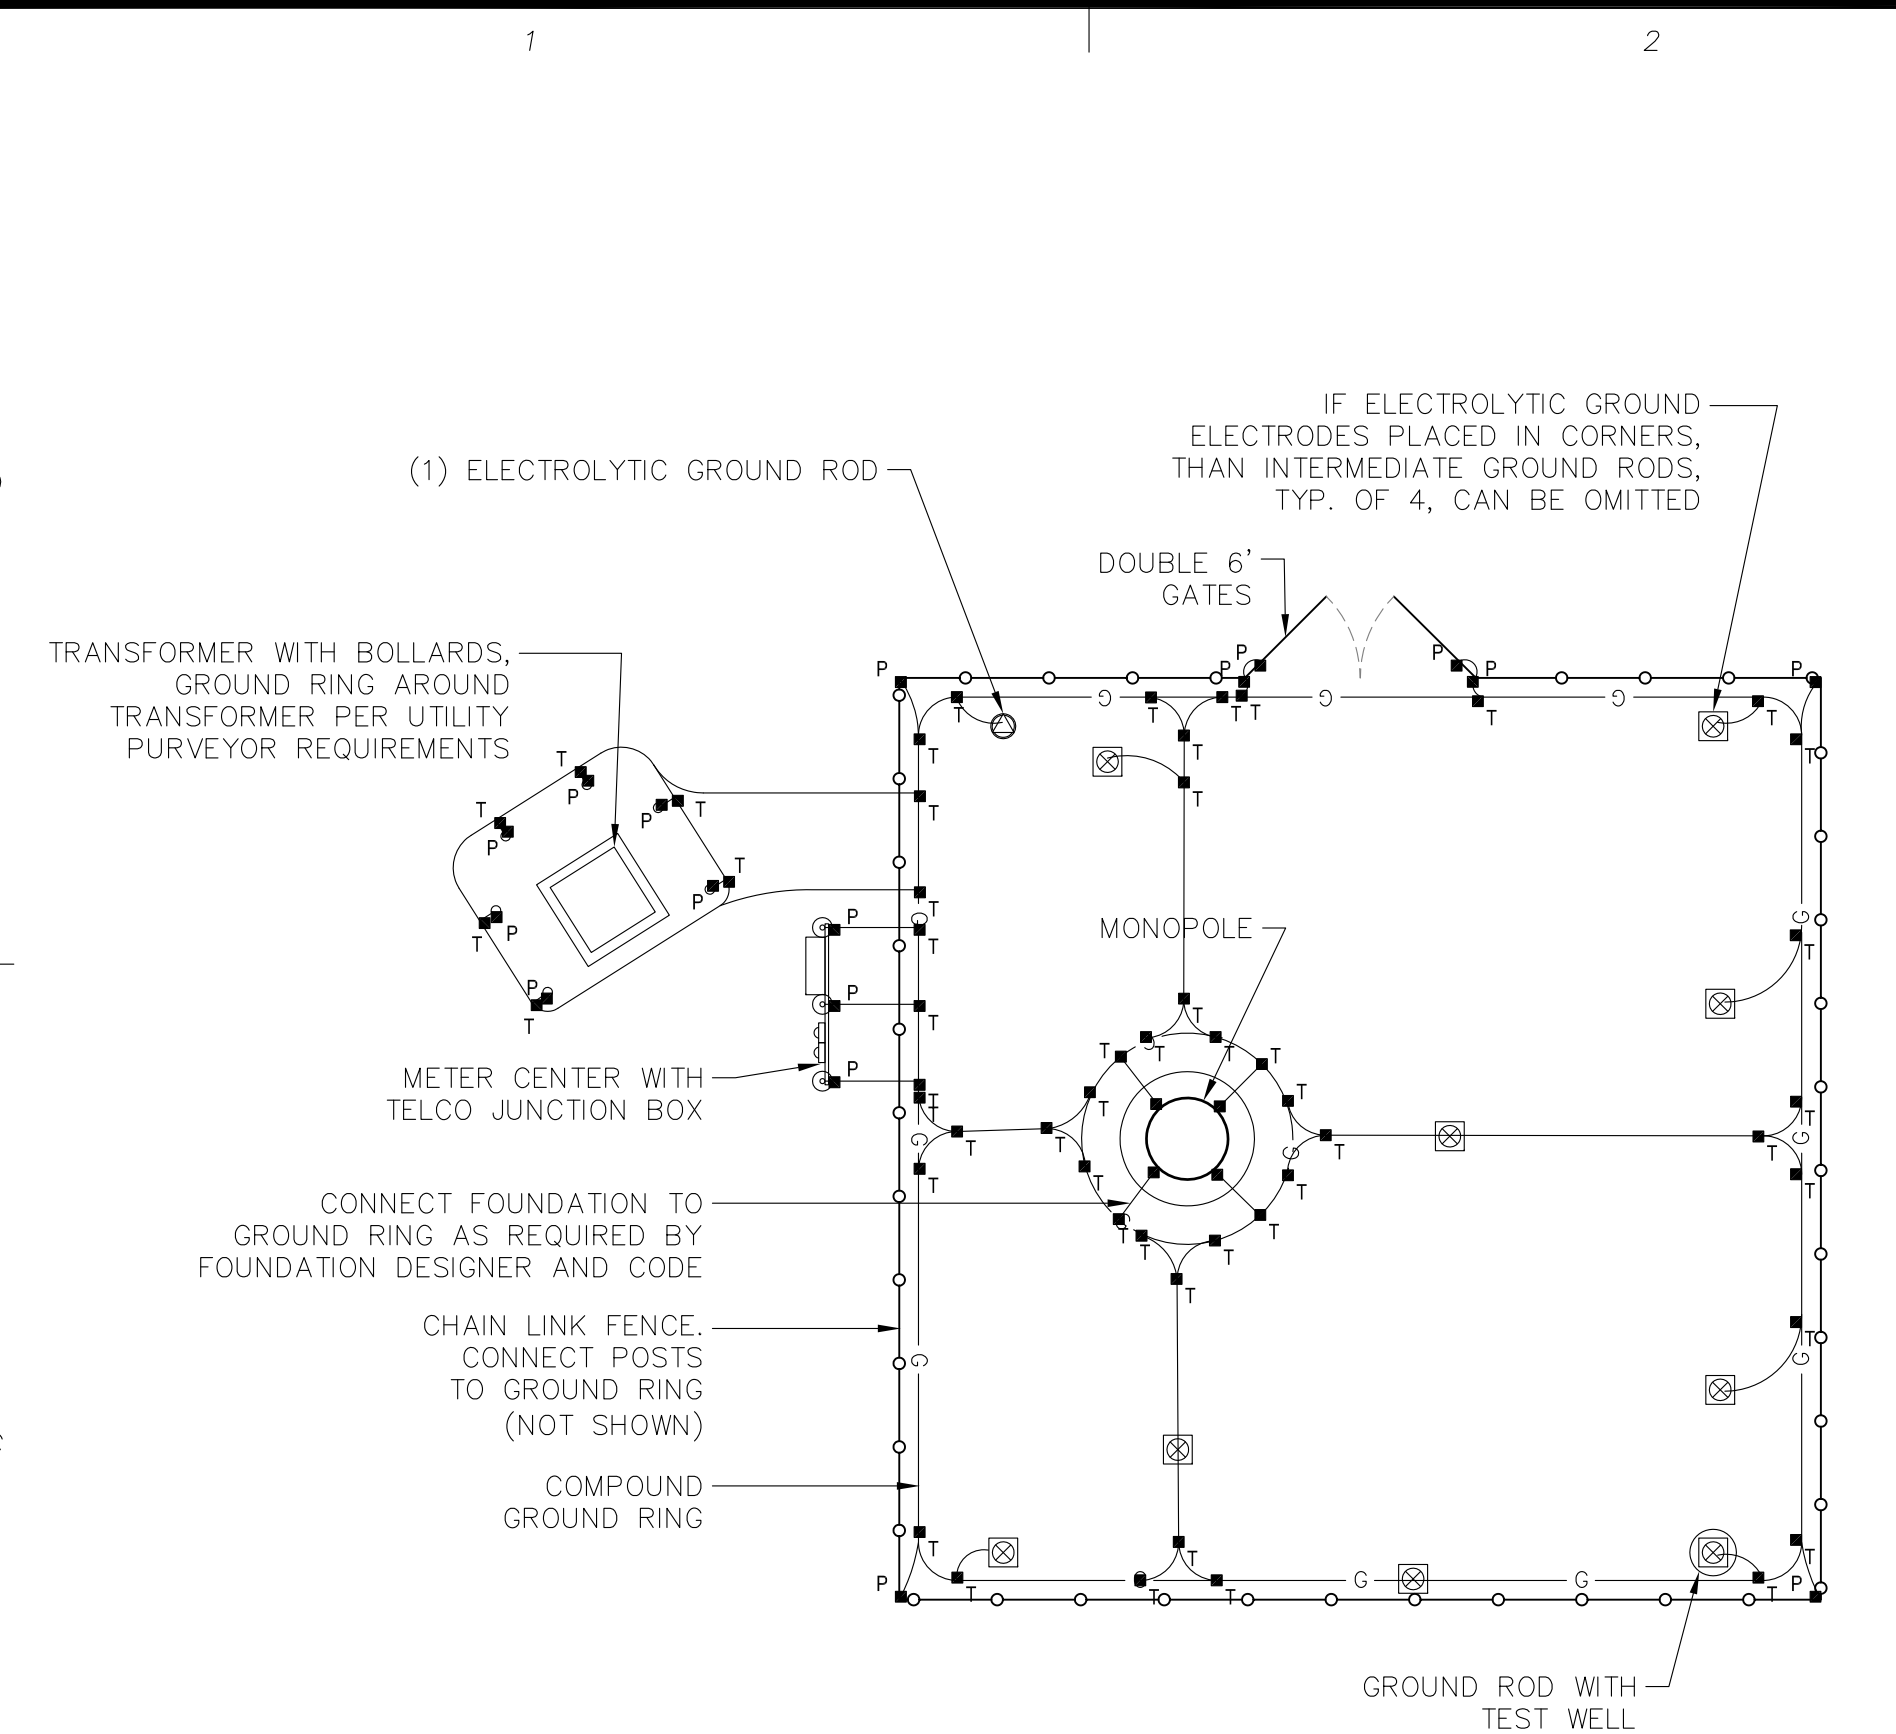 1
2
IF ELECTROLYTIC GROUND
ELECTRODES PLACED IN CORNERS,
THAN INTERMEDIATE GROUND RODS,
TYP. OF 4, CAN BE OMITTED
(1) ELECTROLYTIC GROUND ROD
DOUBLE 6'
GATES
TRANSFORMER WITH BOLLARDS,
GROUND RING AROUND
TRANSFORMER PER UTILITY
PURVEYOR REQUIREMENTS
MONOPOLE
METER CENTER WITH
TELCO JUNCTION BOX
CONNECT FOUNDATION TO
GROUND RING AS REQUIRED BY
FOUNDATION DESIGNER AND CODE
CHAIN LINK FENCE.
CONNECT POSTS
TO GROUND RING
(NOT SHOWN)
COMPOUND
GROUND RING
GROUND ROD WITH
TEST WELL